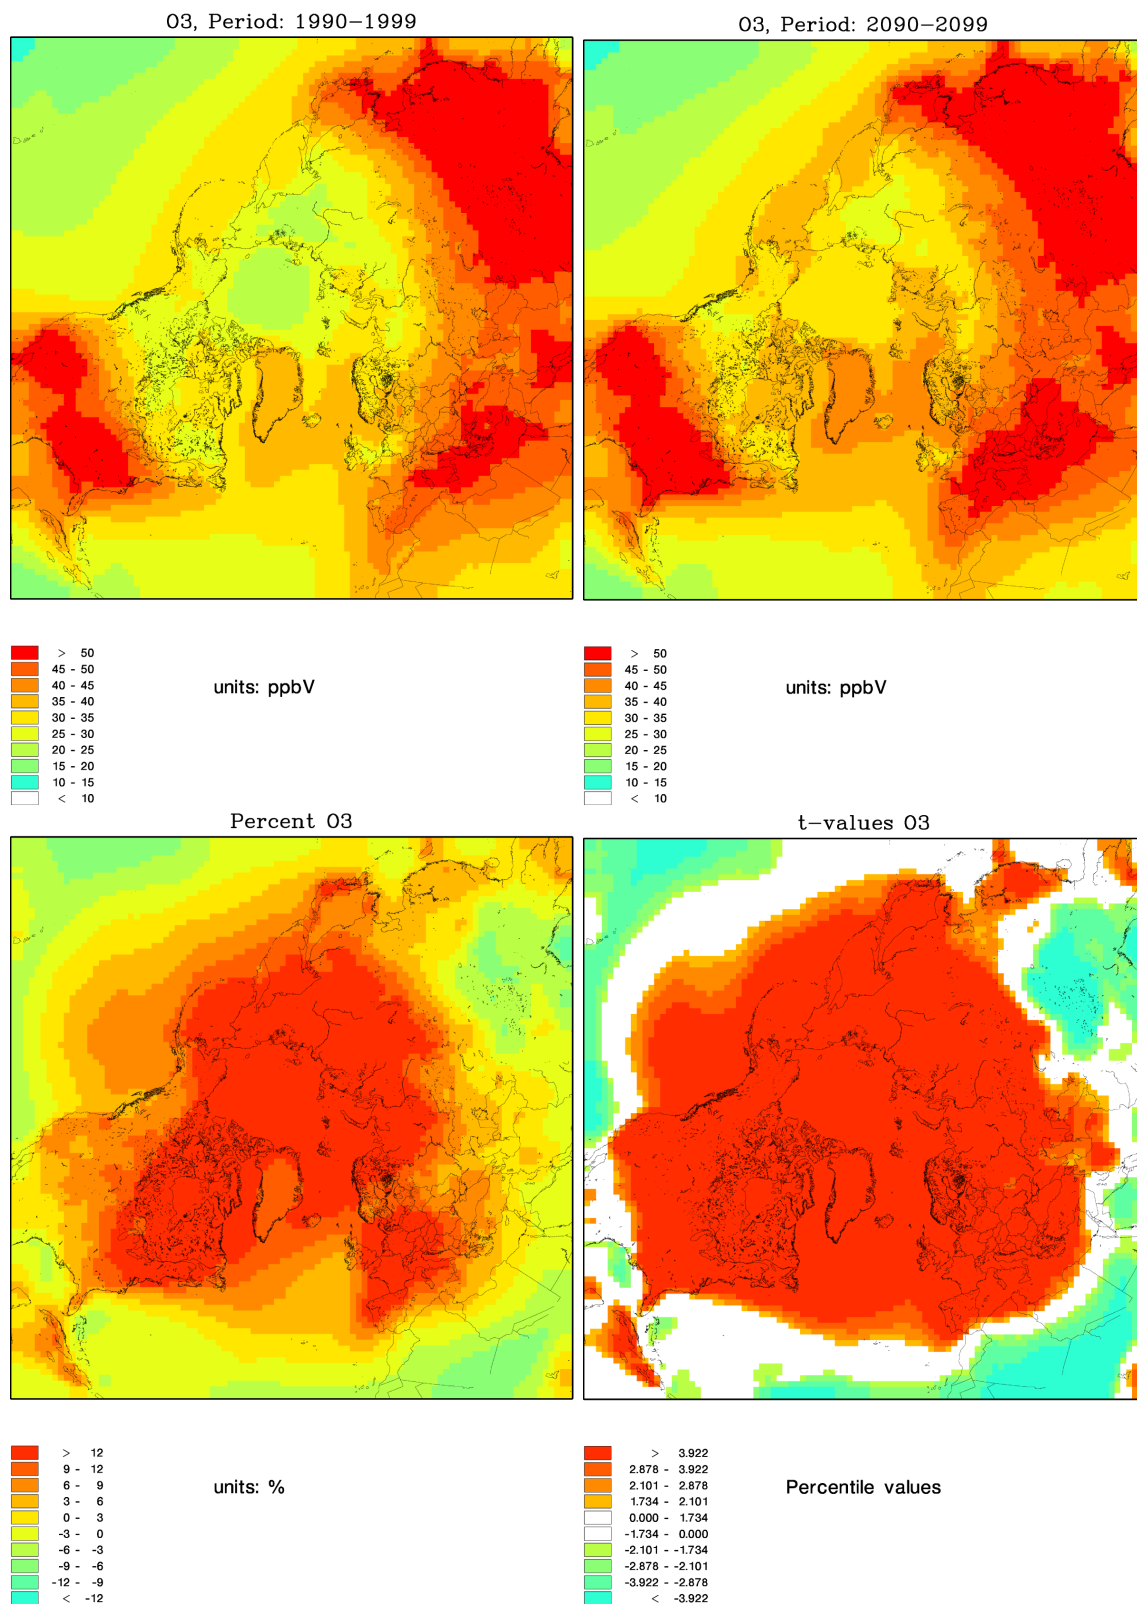 O3, Period: 1990-1999
O3, Period: 2090-2099
> 50
45 - 50
40 - 45
35 - 40
30 - 35
25 - 30
20 - 25
15 - 20
10 - 15
< 10
units: ppbV
> 50
45 - 50
40 - 45
35 - 40
30 - 35
25 - 30
20 - 25
15 - 20
10 - 15
< 10
units: ppbV
Percent O3
t-values O3
> 12
9 - 12
6 - 9
3 - 6
0 - 3
-3 - 0
-6 - -3
-9 - -6
-12 - -9
< -12
units: %
> 3.922
2.878 - 3.922
2.101 - 2.878
1.734 - 2.101
0.000 - 1.734
-1.734 - 0.000
-2.101 - -1.734
-2.878 - -2.101
-3.922 - -2.878
< -3.922
Percentile values